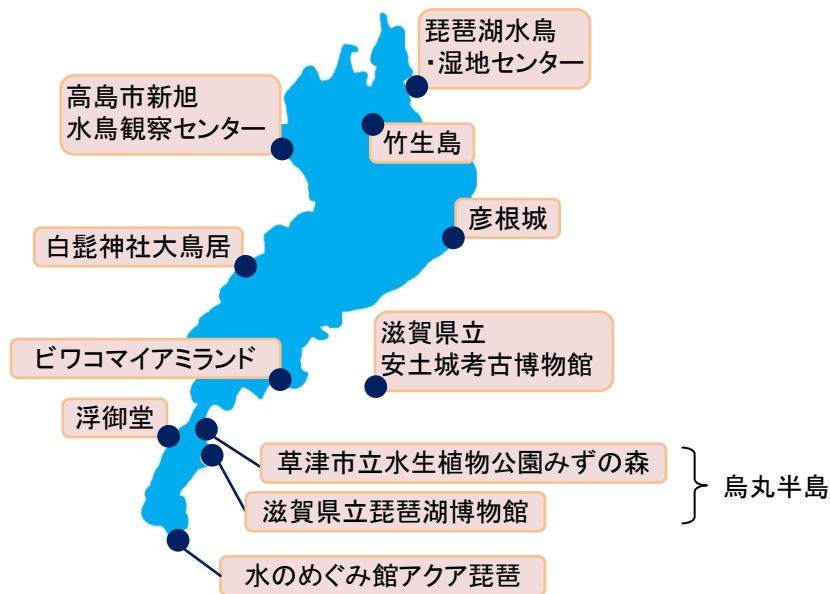 琵琶湖水鳥
・湿地センター
高島市新旭
水鳥観察センター
竹生島
彦根城
白髭神社大鳥居
滋賀県立
安土城考古博物館
ビワコマイアミランド
浮御堂
草津市立水生植物公園みずの森
烏丸半島
滋賀県立琵琶湖博物館
水のめぐみ館アクア琵琶